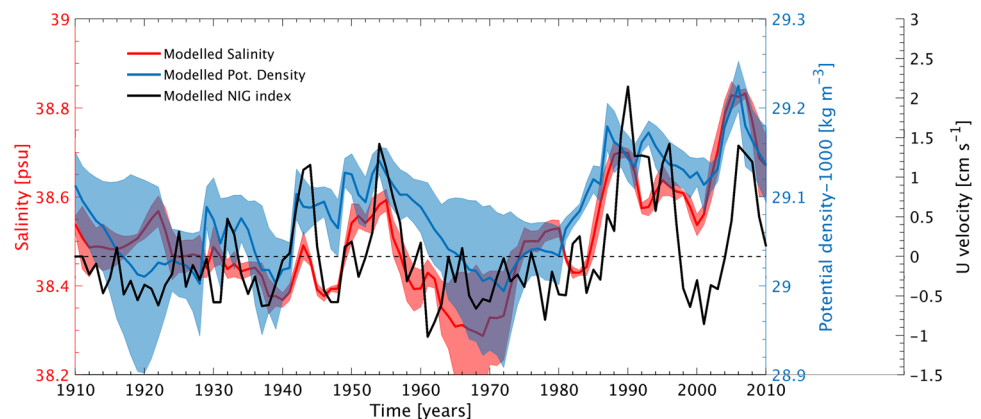 39
38.8
38.6
38.4
38.2
Salinity [psu]
Modelled Salinity
Modelled Pot. Density
Modelled NIG index
1910 1920 1930 1940 1950 1960 1970 1980 1990 2000 2010
Time [years]
29.3
29.2
29.1
29
28.9
Potential density-1000 [kg m⁻³]
3
2.5
2
1.5
1
0.5
0
-0.5
-1
-1.5
U velocity [cm s⁻¹]